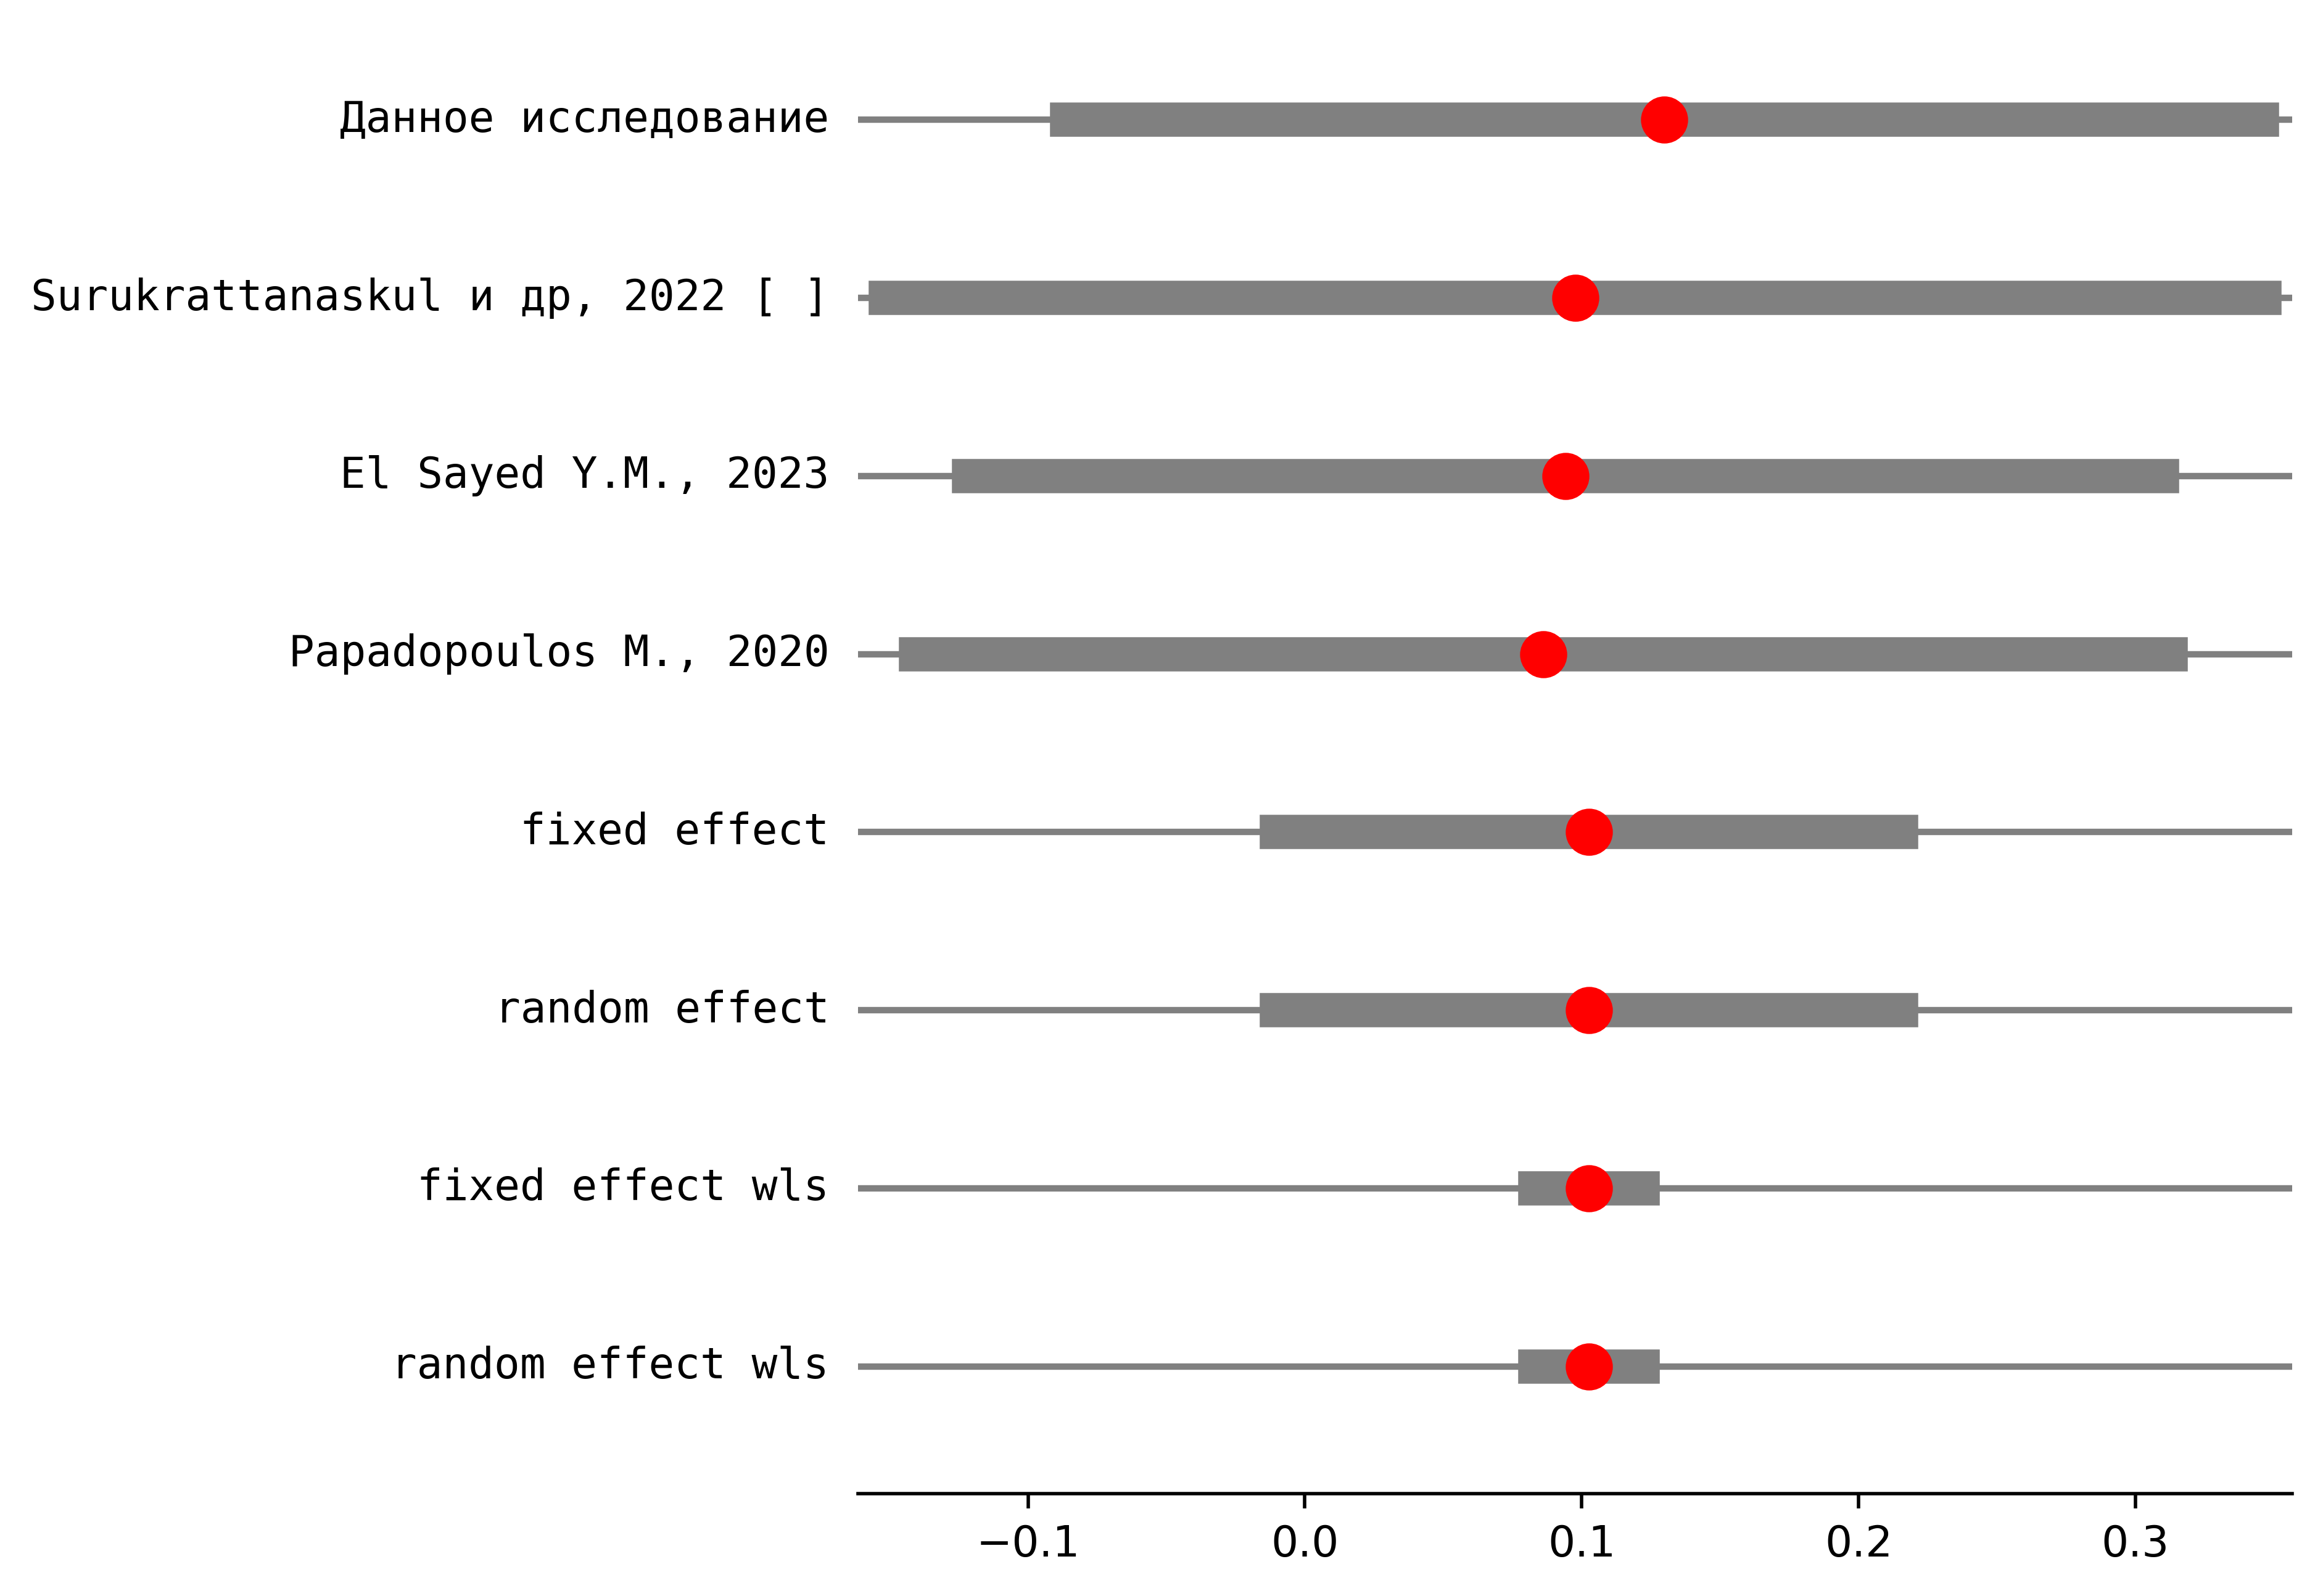 Данное исследование
Surukrattanaskul и др, 2022 [ ]
El Sayed Y.M., 2023
Papadopoulos M., 2020
fixed effect
random effect
fixed effect wls
random effect wls
−0.1 0.0 0.1 0.2 0.3